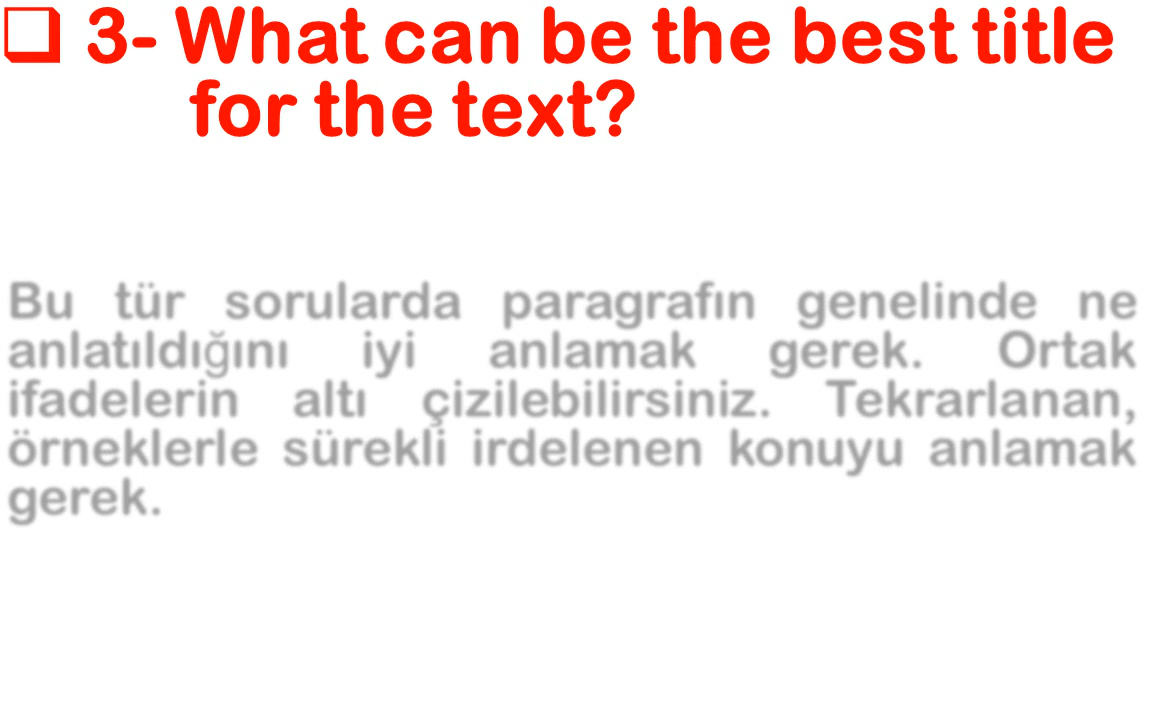 ❑ 3- What can be the best title
for the text?
Bu tür sorularda paragrafın genelinde ne
anlatıldığını iyi anlamak gerek. Ortak
ifadelerin altı çizilebilirsiniz. Tekrarlanan,
örneklerle sürekli irdelenen konuyu anlamak
gerek.